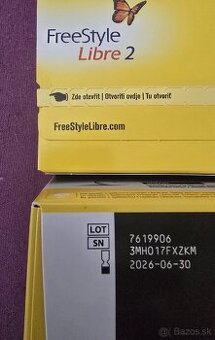 FreeStyle
Libre 2
Zde otevřít | Otvoriti ovdje | Tu otvoriť
FreeStyleLibre.com
LOT 7619906
SN 3MH017FXZKM
2026-06-30
© Bazos.sk